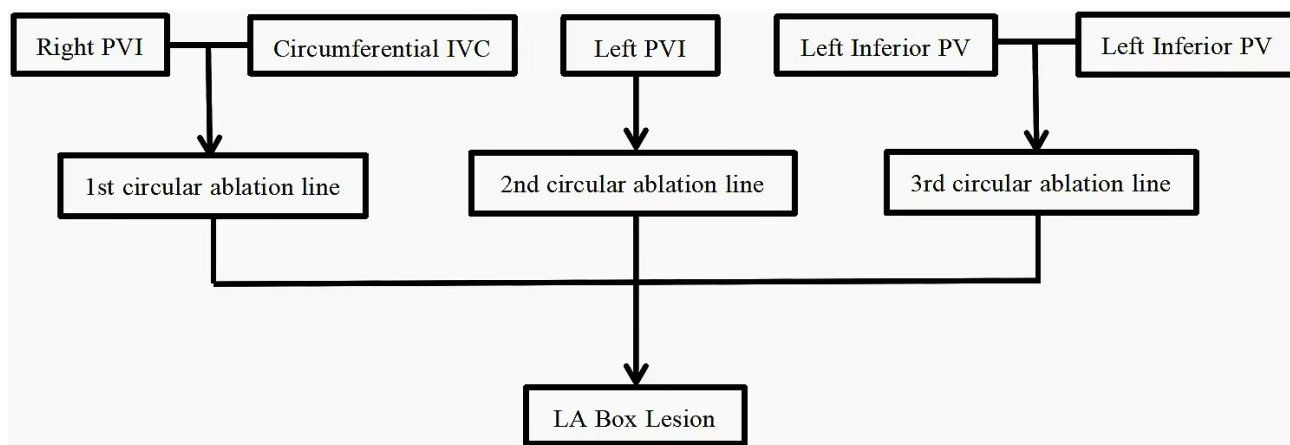 Right PVI
Circumferential IVC
Left PVI
Left Inferior PV
Left Inferior PV
1st circular ablation line
2nd circular ablation line
3rd circular ablation line
LA Box Lesion